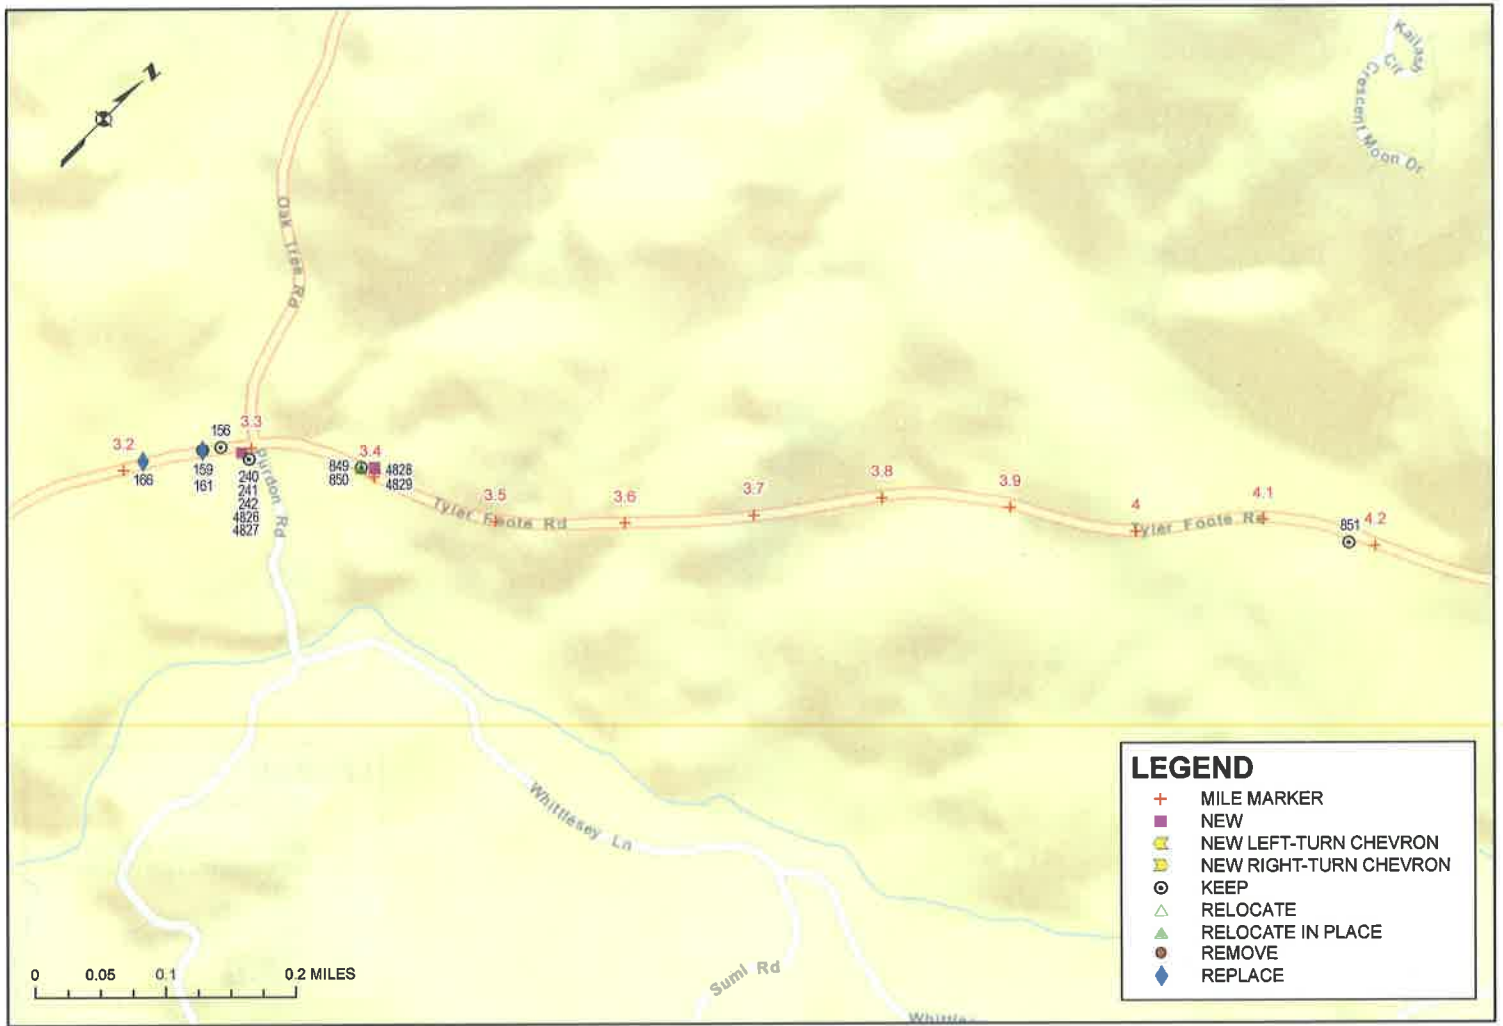 Kailasy
Cir
Crescent Moon Dr
N
Oak Tree Rd
3.3
156
3.2
3.4
849
4828
166
159
240
850
4829
161
241
242
4826
4827
Purdon Rd
Tyler Foote Rd
3.5
3.6
3.7
3.8
3.9
4
Tyler Foote Rd
4.1
851
4.2
Whittlesey Ln
Suml Rd
LEGEND
MILE MARKER
NEW
NEW LEFT-TURN CHEVRON
NEW RIGHT-TURN CHEVRON
KEEP
RELOCATE
RELOCATE IN PLACE
REMOVE
REPLACE
0 0.05 0.1 0.2 MILES